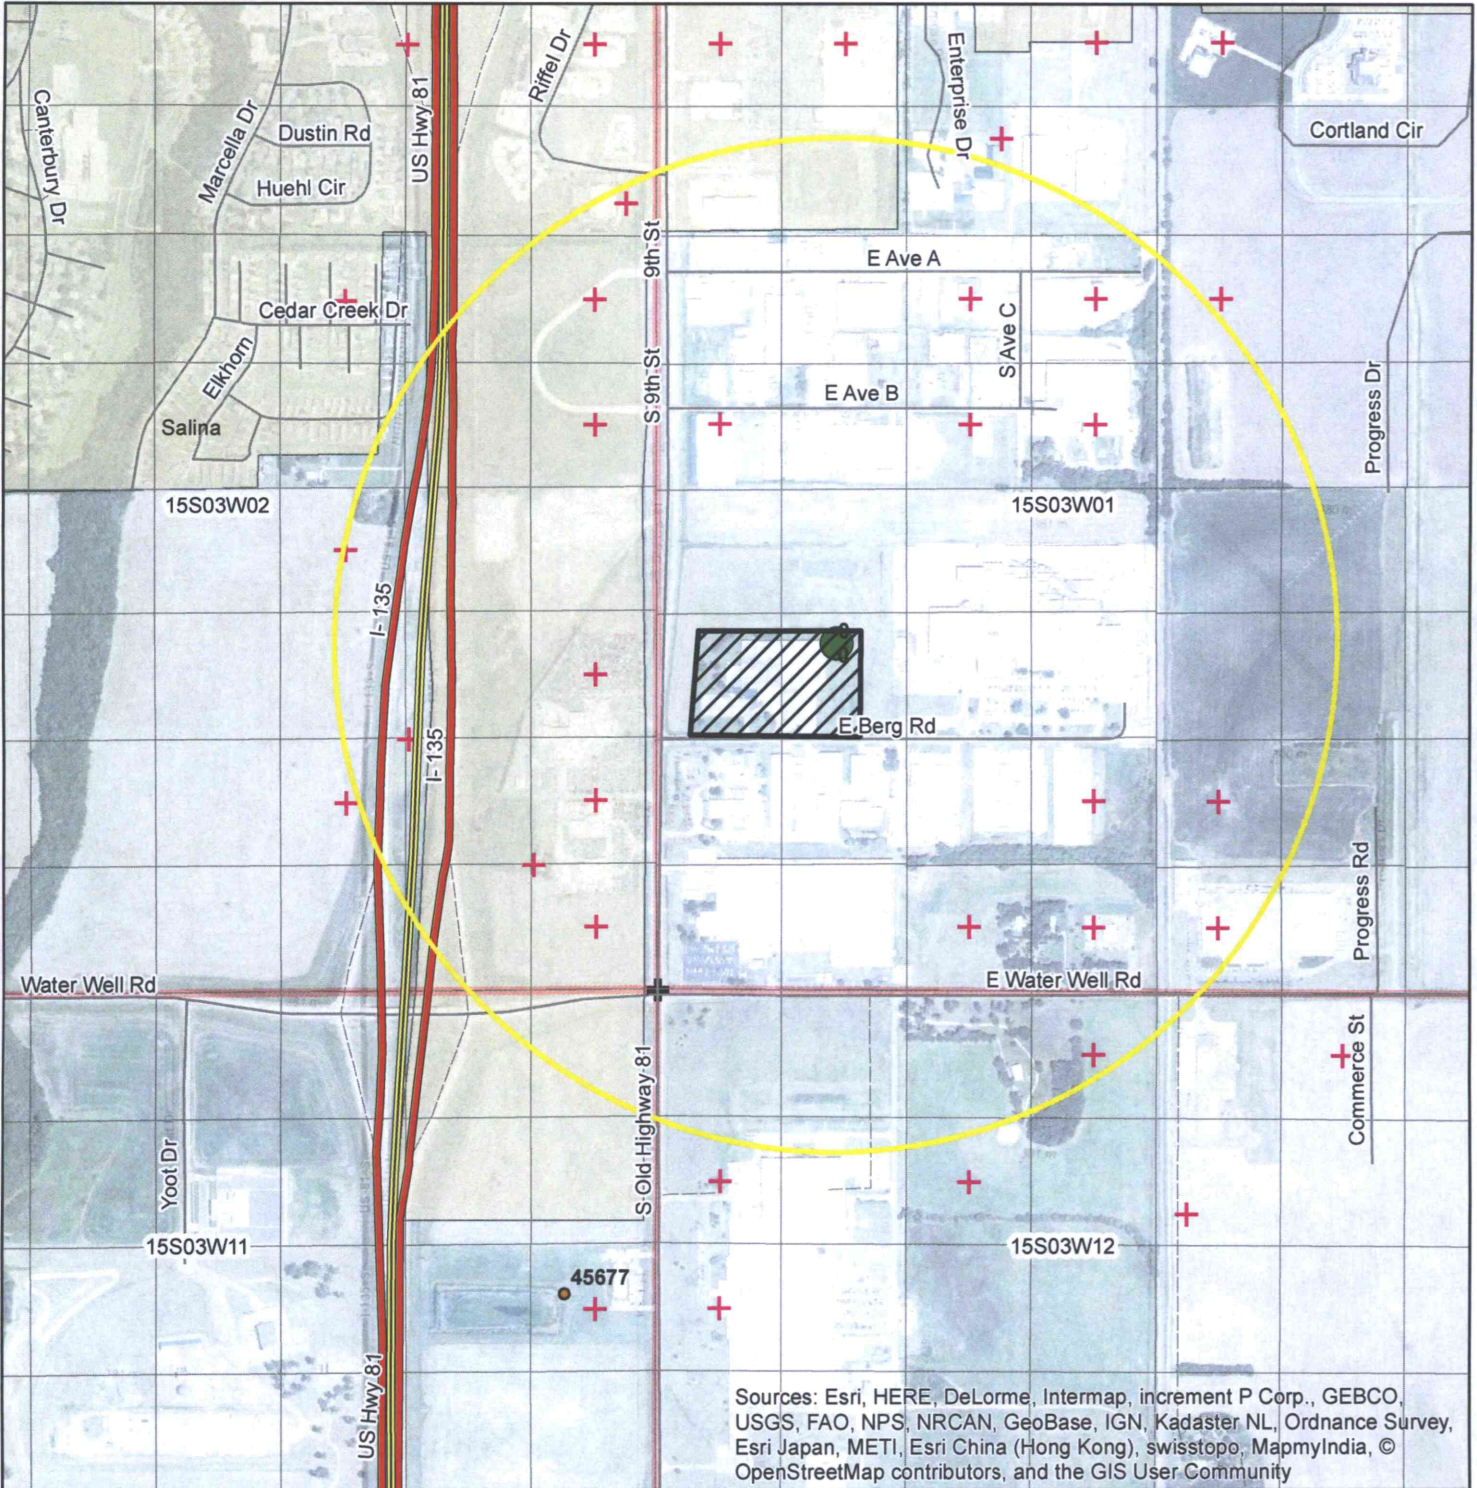 Riffel Dr
Enterprise Dr
US Hwy 81
Canterbury Dr
Marcella Dr
Dustin Rd
Cortland Cir
Huehl Cir
S 9th St
E Ave A
Cedar Creek Dr
S Ave C
Elkhorn
S 9th St
E Ave B
Progress Dr
Salina
15S03W02
15S03W01
I-135
I-135
E Berg Rd
Progress Rd
Water Well Rd
E Water Well Rd
S Old Highway 81
Commerce St
Yoot Dr
15S03W11
15S03W12
45677
US Hwy 81
Sources: Esri, HERE, DeLorme, Intermap, increment P Corp., GEBCO,
USGS, FAO, NPS, NRCAN, GeoBase, IGN, Kadaster NL, Ordnance Survey,
Esri Japan, METI, Esri China (Hong Kong), swisstopo, MapmyIndia, ©
OpenStreetMap contributors, and the GIS User Community